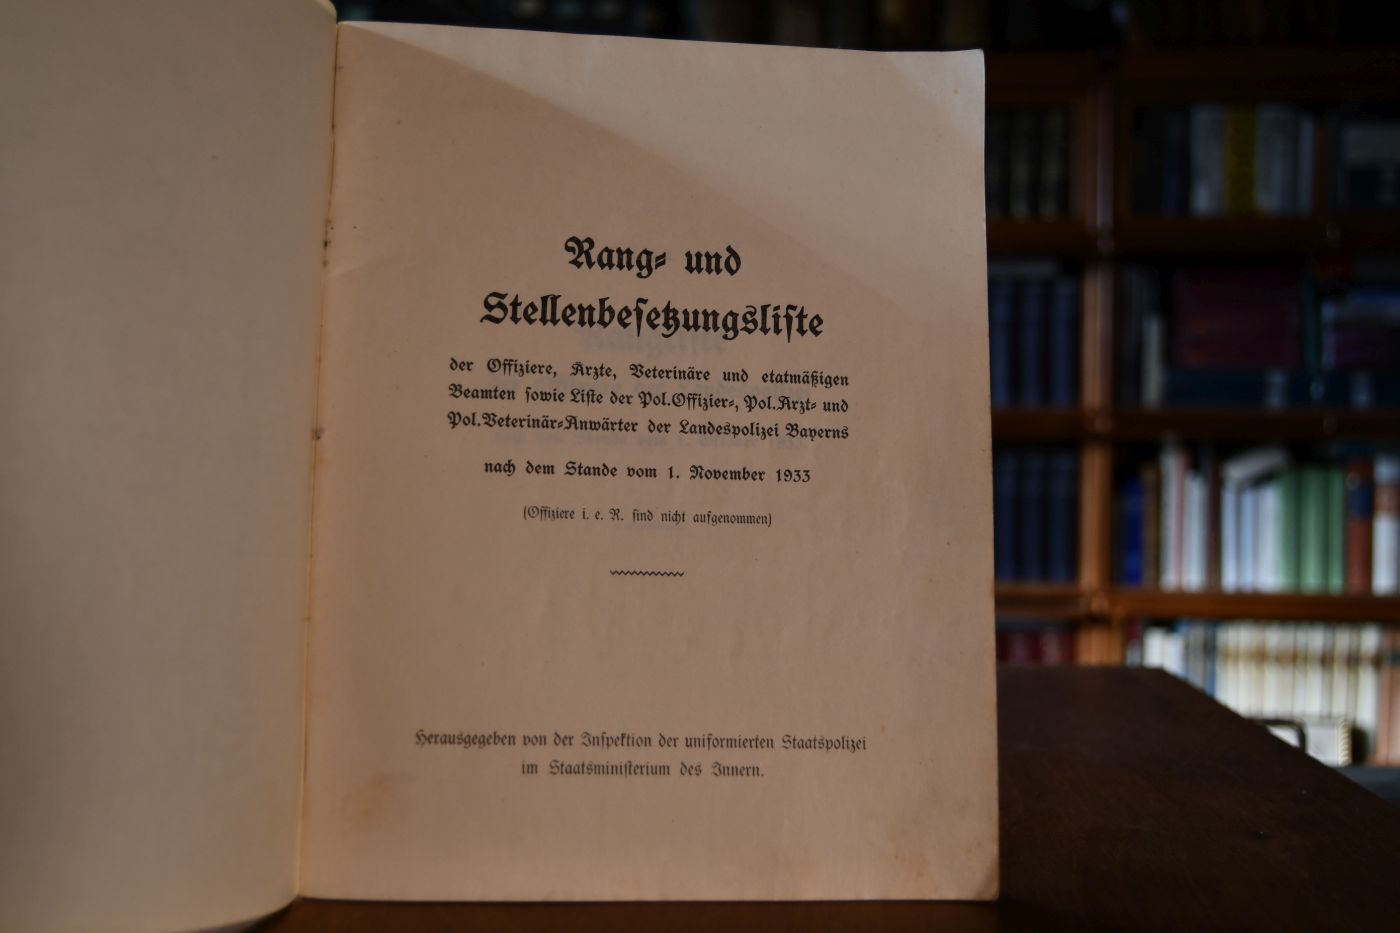 Rang- und
Stellenbesetzungsliste
der Offiziere, Ärzte, Veterinäre und etatmäßigen
Beamten sowie Liste der Pol.Offizier-, Pol.Arzt- und
Pol.Veterinär-Anwärter der Landespolizei Bayerns
nach dem Stande vom 1. November 1933
(Offiziere i. e. R. sind nicht aufgenommen)
Herausgegeben von der Inspektion der uniformierten Staatspolizei
im Staatsministerium des Innern.